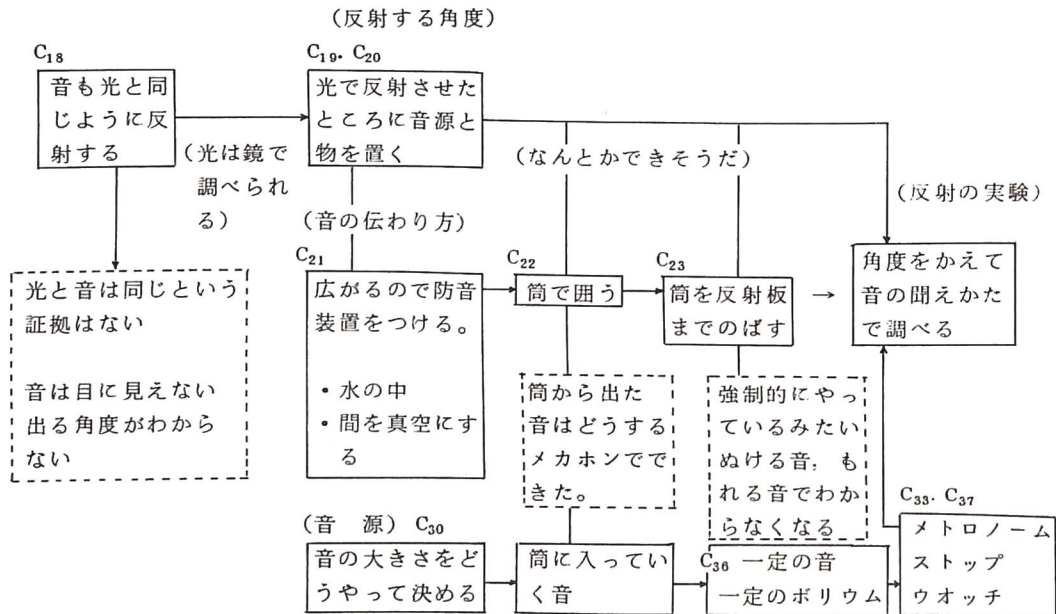 (反射する角度)
C18
音も光と同
じように反
射する
(光は鏡で
調べられ
る)
C19・C20
光で反射させた
ところに音源と
物を置く
(なんとかできそうだ)
(反射の実験)
(音の伝わり方)
光と音は同じという
証拠はない
音は目に見えない
出る角度がわから
ない
C21
広がるので防音
装置をつける。
・水の中
・間を真空にす
る
C22
筒で囲う
C23
筒を反射板
までのばす
角度をかえて
音の聞えかた
で調べる
筒から出た
音はどうする
メカホンでで
きた。
強制的にやっ
ているみたい
ぬける音，も
れる音でわか
らなくなる
(音 源) C30
音の大きさをど
うやって決める
筒に入ってい
く音
C36 一定の音
一定のボリウム
C33・C37
メトロノーム
ストップ
ウオッチ